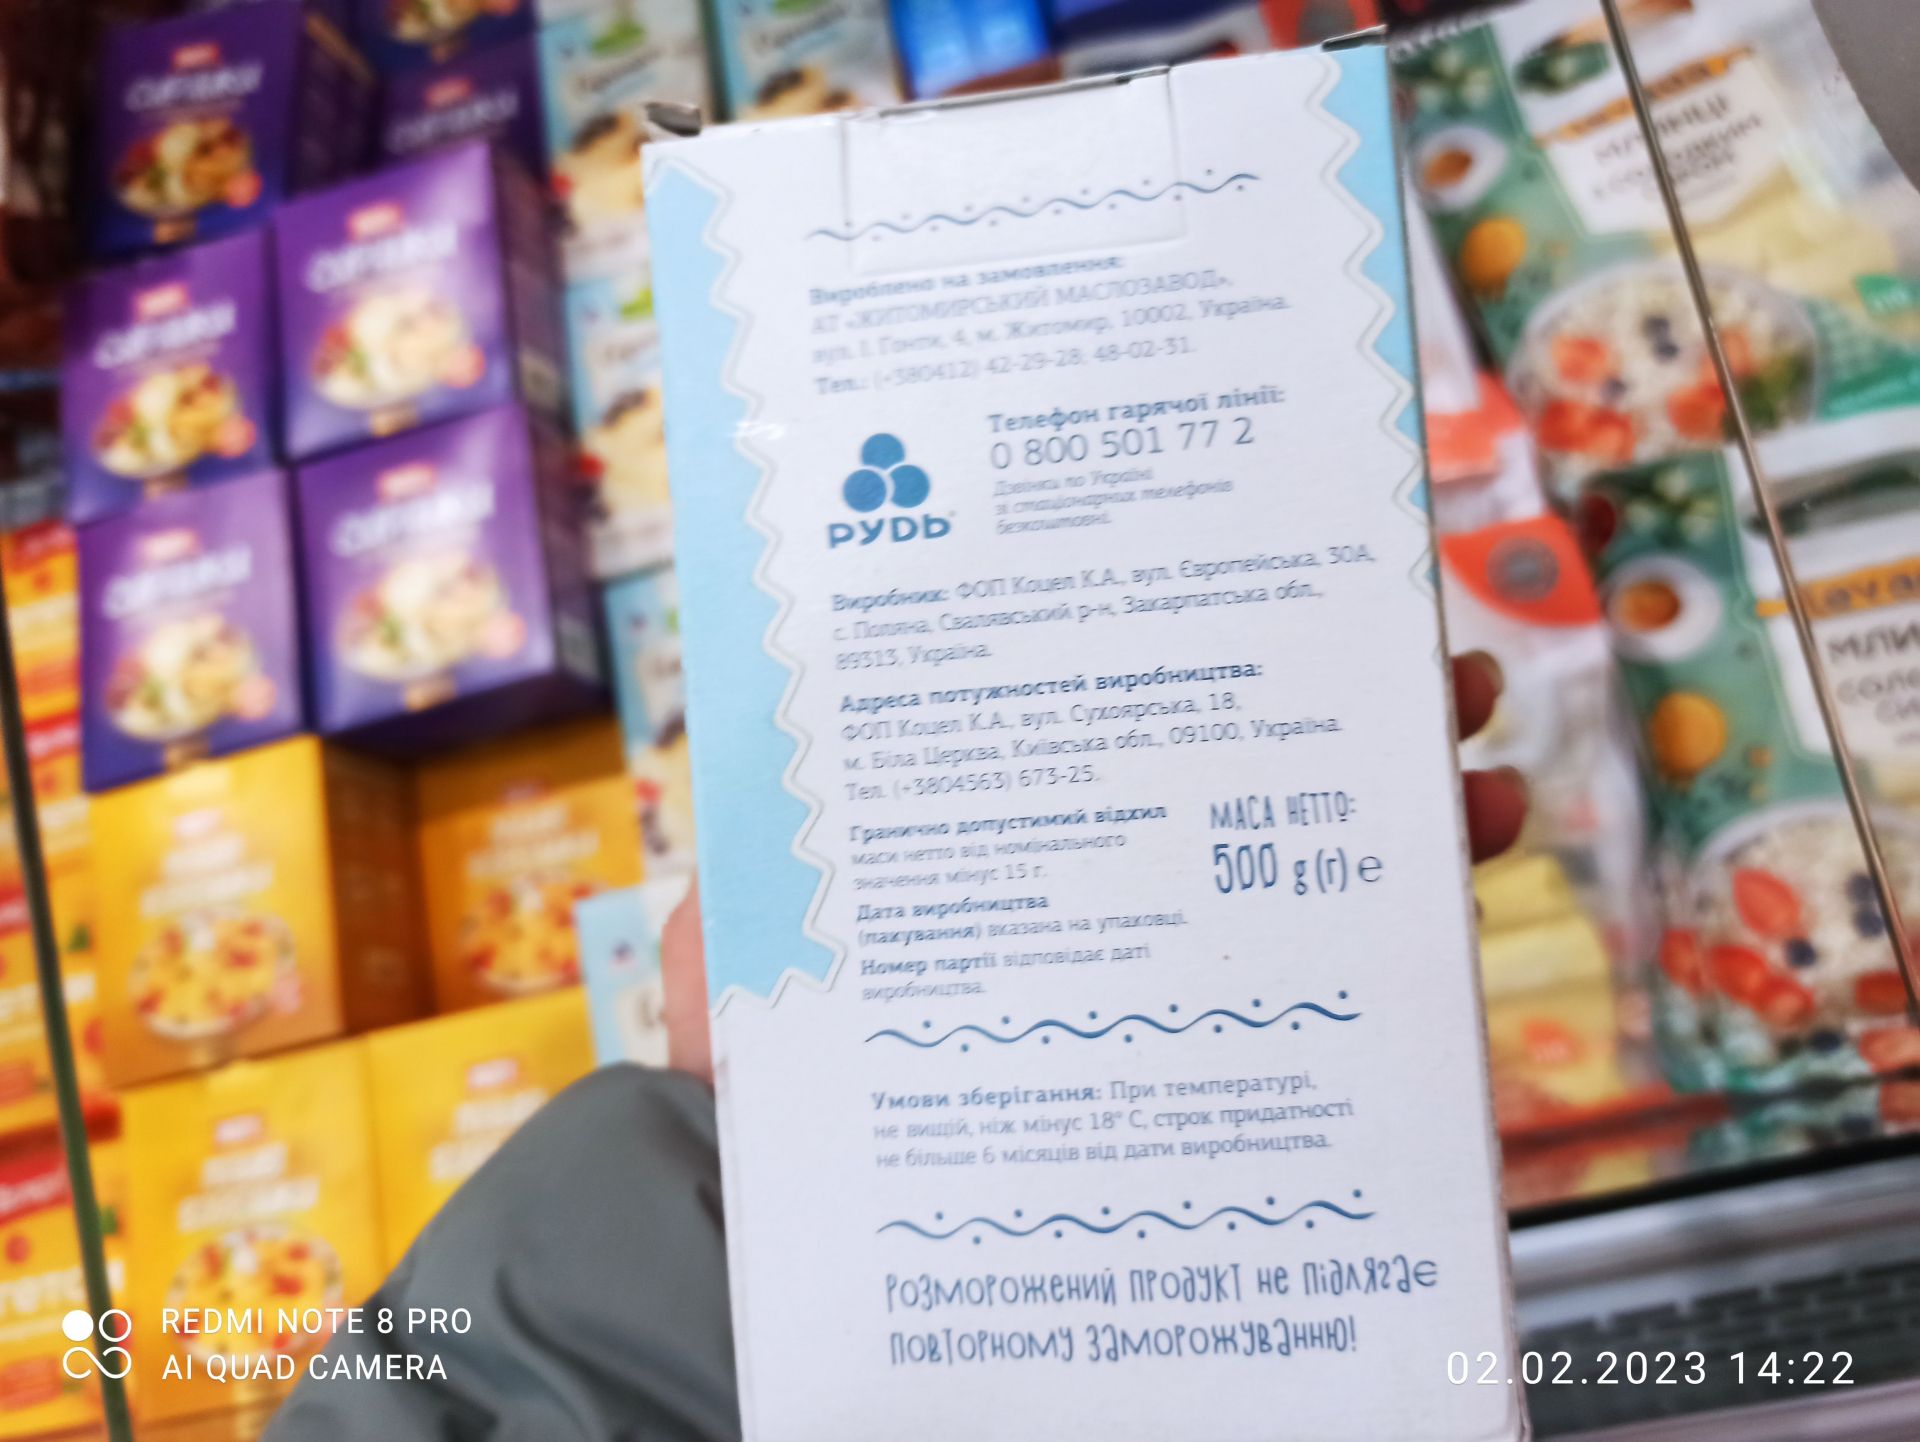 Вироблено на замовлення:
АТ «ЖИТОМИРСЬКИЙ МАСЛОЗАВОД»,
вул. І. Гонти, 4, м. Житомир, 10002, Україна.
Тел.: (+380412) 42-29-28; 48-02-31.
Телефон гарячої лінії:
0 800 501 77 2
Дзвінки по Україні
зі стаціонарних телефонів
безкоштовні.
РУДЬ
Виробник: ФОП Коцел К.А., вул. Європейська, 30А,
с. Поляна, Свалявський р-н, Закарпатська обл.,
89313, Україна.
Адреса потужностей виробництва:
ФОП Коцел К.А., вул. Сухоярська, 18,
м. Біла Церква, Київська обл., 09100, Україна.
Тел. (+3804563) 673-25.
Гранично допустимий відхил
маси нетто від номінального
значення мінус 15 г.
МАСА НЕТТО:
500 g (г) ℮
Дата виробництва
(пакування) вказана на упаковці.
Номер партії відповідає даті
виробництва.
Умови зберігання: При температурі,
не вищій, ніж мінус 18° С, строк придатності
не більше 6 місяців від дати виробництва.
РОЗМОРОЖЕНИЙ ПРОДУКТ НЕ ПІДЛЯГАЄ
ПОВТОРНОМУ ЗАМОРОЖУВАННЮ!
МЛИНЦІ
REDMI NOTE 8 PRO
AI QUAD CAMERA
02.02.2023 14:22